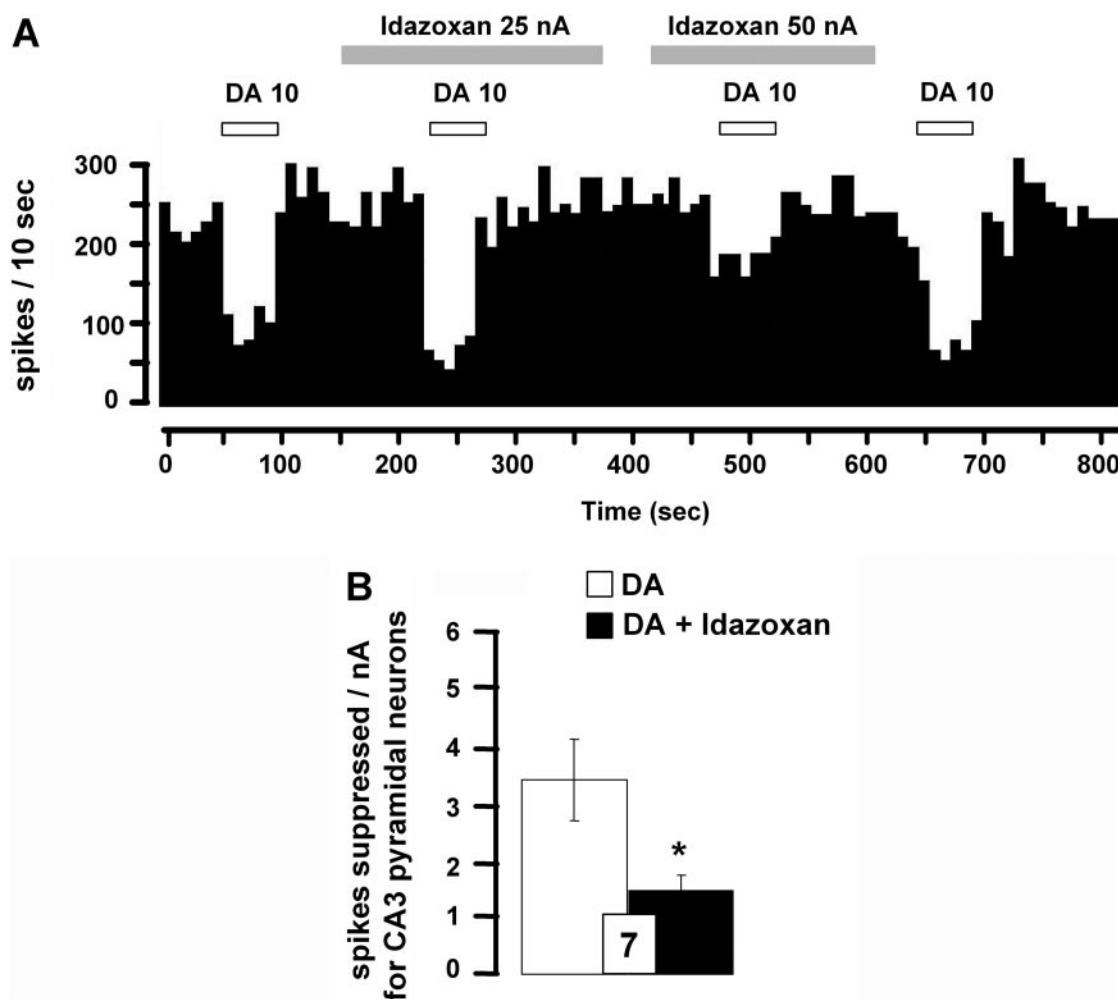 A
Idazoxan 25 nA Idazoxan 50 nA
DA 10 DA 10 DA 10 DA 10
spikes / 10 sec
300
200
100
0
0 100 200 300 400 500 600 700 800
Time (sec)
B
DA
DA + Idazoxan
spikes suppressed / nA
for CA3 pyramidal neurons
6
5
4
3
2
1
0
*
7